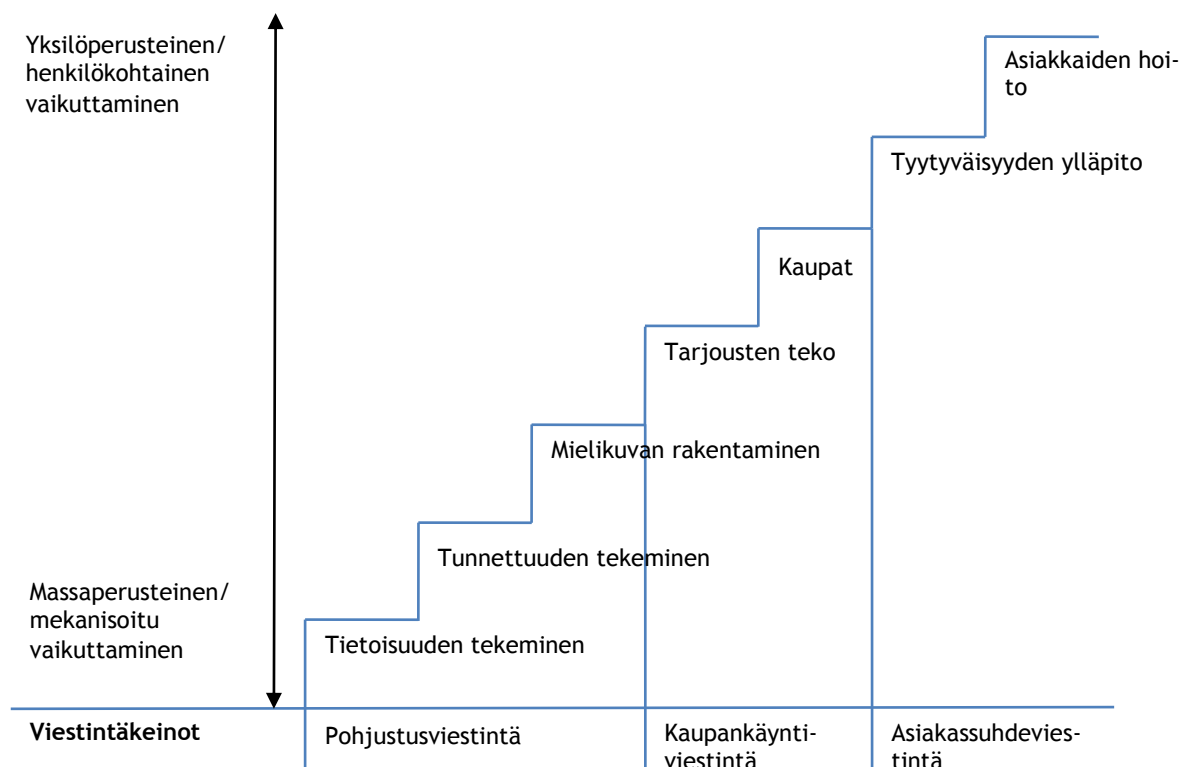 Yksilöperusteinen/
henkilökohtainen
vaikuttaminen
Asiakkaiden hoi-
to
Tyytyväisyyden ylläpito
Kaupat
Tarjousten teko
Mielikuvan rakentaminen
Tunnettuuden tekeminen
Massaperusteinen/
mekanisoitu
vaikuttaminen
Tietoisuuden tekeminen
Viestintäkeinot
Pohjustusviestintä
Kaupankäynti-
viestintä
Asiakassuhdevies-
tintä